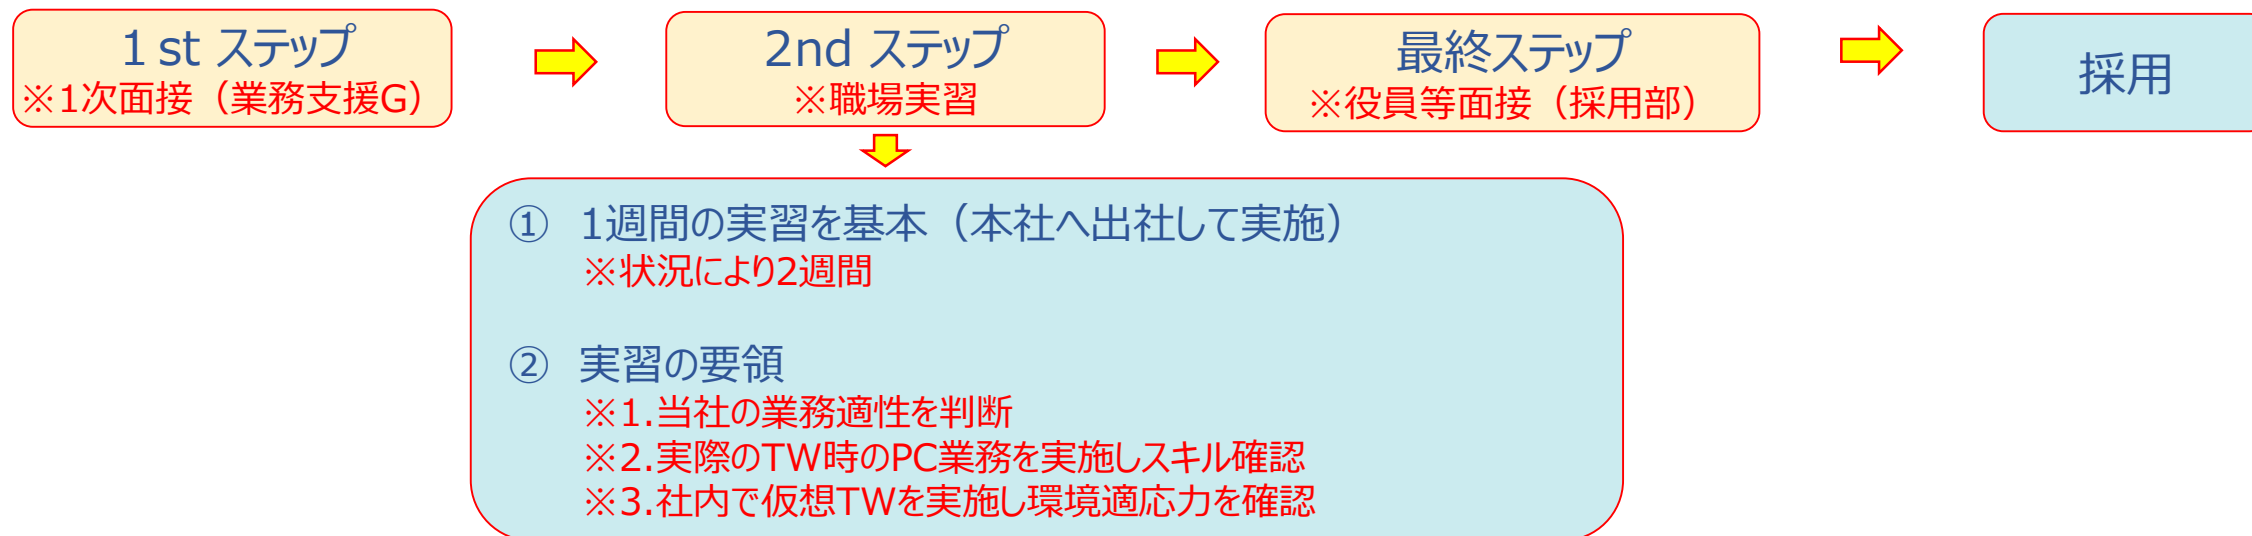 １st ステップ
※1次面接（業務支援G）
2nd ステップ
※職場実習
最終ステップ
※役員等面接（採用部）
採用
① 1週間の実習を基本（本社へ出社して実施）
※状況により2週間
② 実習の要領
※1.当社の業務適性を判断
※2.実際のTW時のPC業務を実施しスキル確認
※3.社内で仮想TWを実施し環境適応力を確認